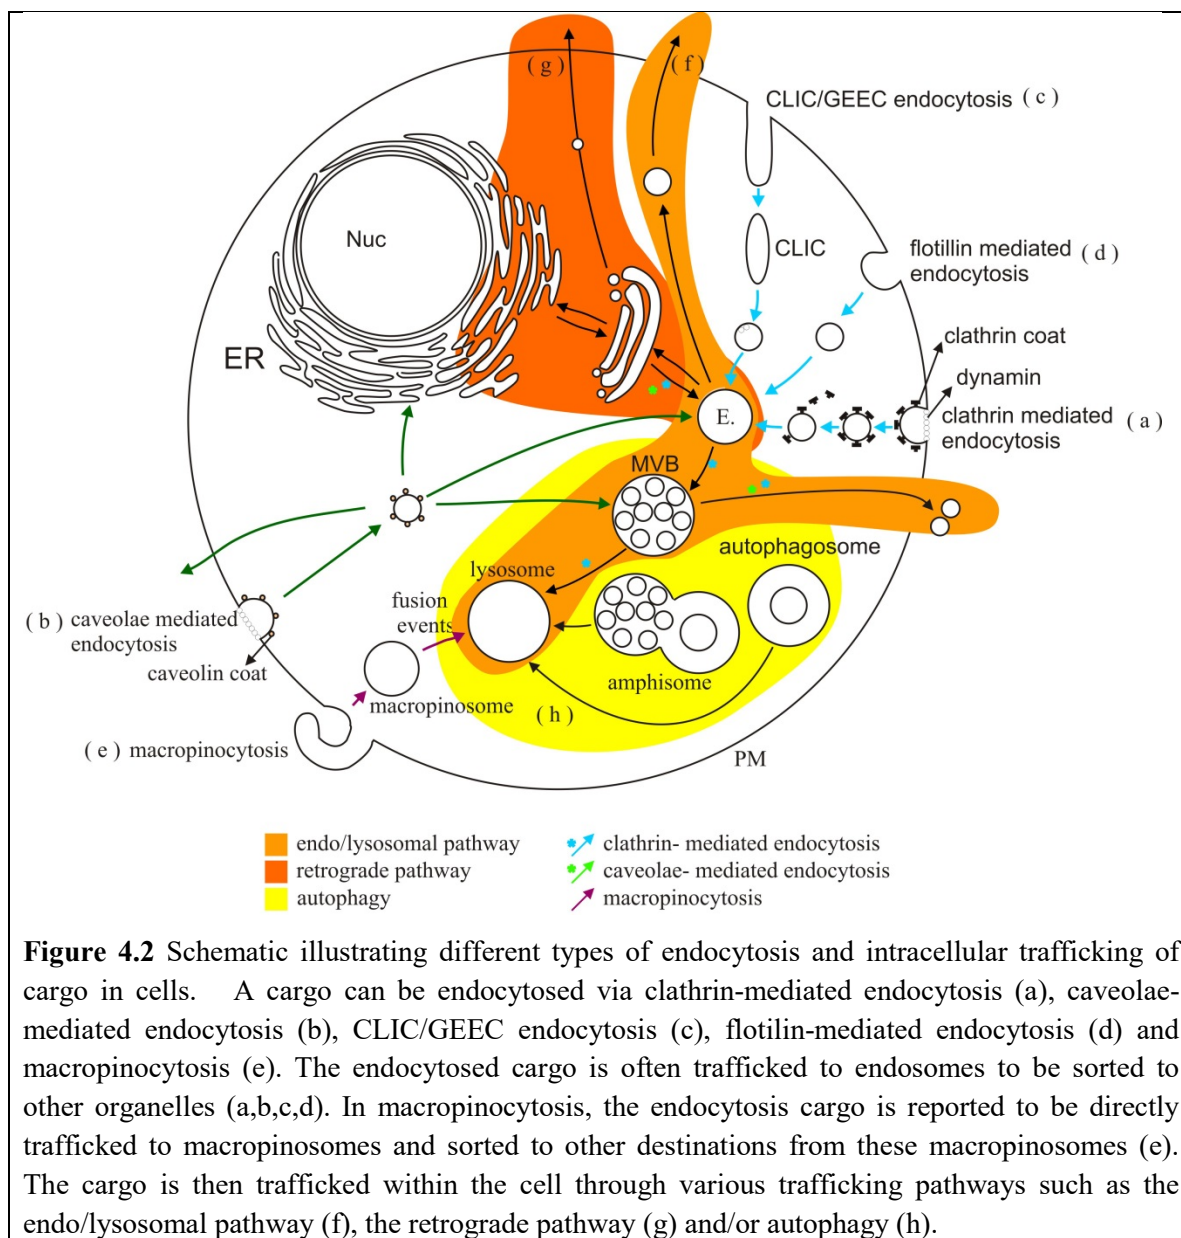 ( g )
( f )
CLIC/GEEC endocytosis ( c )
Nuc
CLIC
flotillin mediated ( d )
endocytosis
ER
clathrin coat
dynamin
E.
clathrin mediated ( a )
endocytosis
MVB
autophagosome
lysosome
fusion
events
( b ) caveolae mediated
endocytosis
caveolin coat
amphisome
macropinosome
( h )
( e ) macropinocytosis
PM
endo/lysosomal pathway
retrograde pathway
autophagy
clathrin- mediated endocytosis
caveolae- mediated endocytosis
macropinocytosis
Figure 4.2 Schematic illustrating different types of endocytosis and intracellular trafficking of
cargo in cells. A cargo can be endocytosed via clathrin-mediated endocytosis (a), caveolae-
mediated endocytosis (b), CLIC/GEEC endocytosis (c), flotilin-mediated endocytosis (d) and
macropinocytosis (e). The endocytosed cargo is often trafficked to endosomes to be sorted to
other organelles (a,b,c,d). In macropinocytosis, the endocytosis cargo is reported to be directly
trafficked to macropinosomes and sorted to other destinations from these macropinosomes (e).
The cargo is then trafficked within the cell through various trafficking pathways such as the
endo/lysosomal pathway (f), the retrograde pathway (g) and/or autophagy (h).